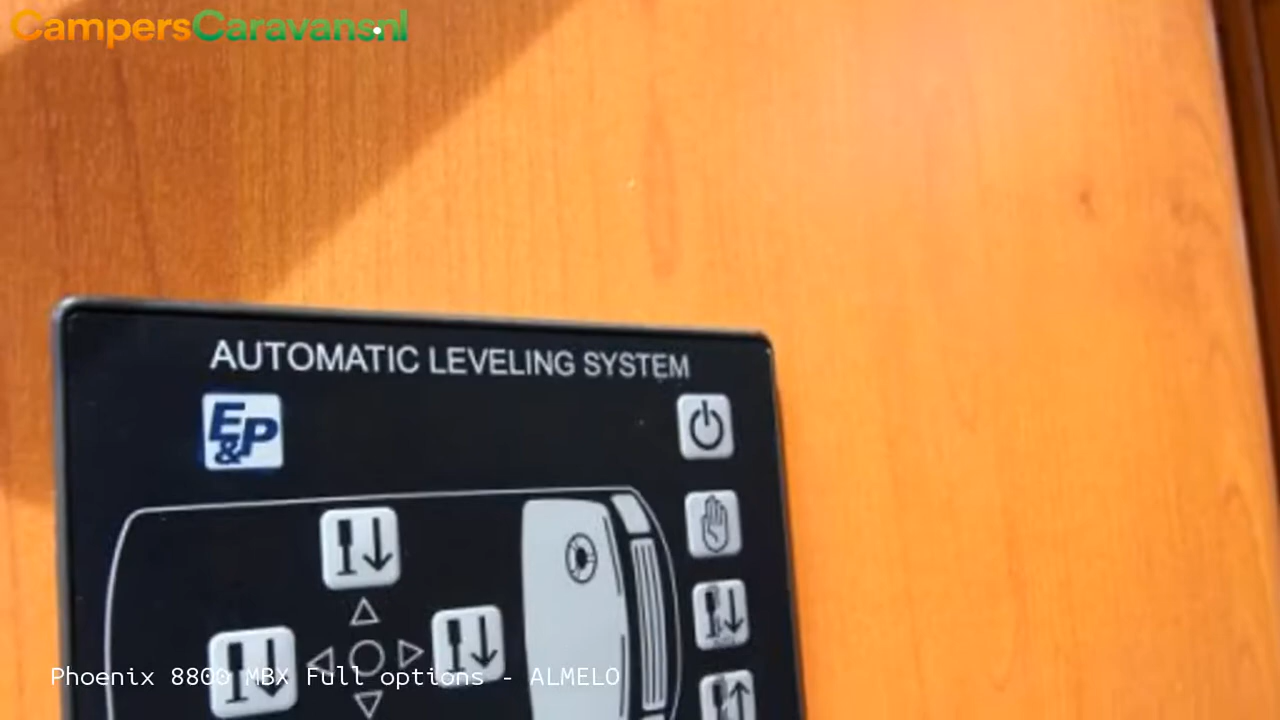 CampersCaravans.nl
AUTOMATIC LEVELING SYSTEM
E&P
Phoenix 8800 MBX Full options - ALMELO